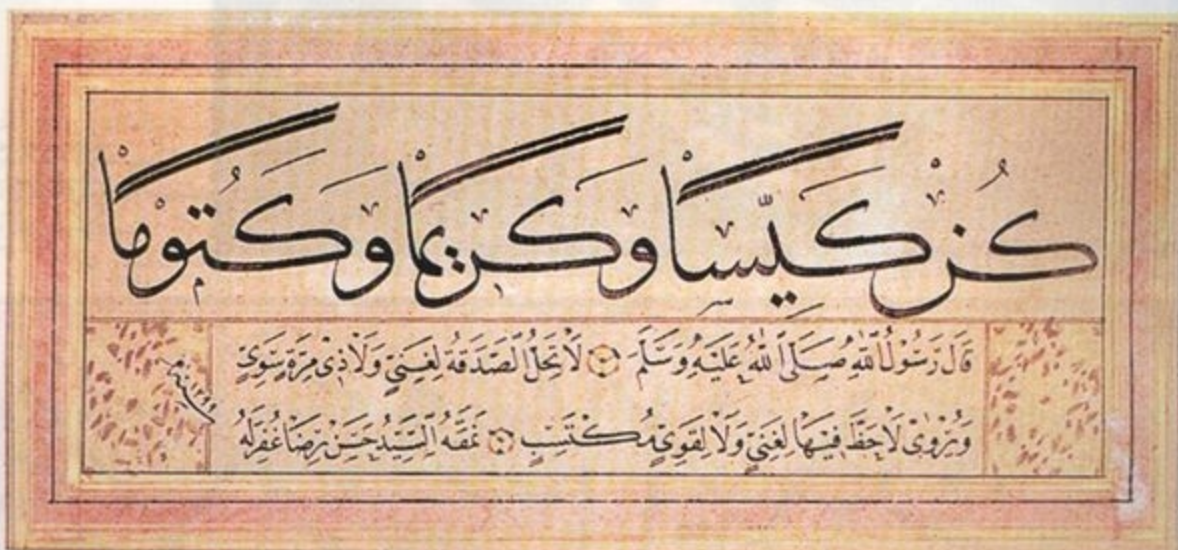 كُنْ كَيِّسًا وَكَرِيمًا وَكَتُومًا
قَالَ رَسُولُ اللّٰهِ صَلَّى اللّٰهُ عَلَيْهِ وَسَلَّمَ لَا تَحِلُّ الصَّدَقَةُ لِغَنِيٍّ وَلَا ذِى مِرَّةٍ سَوِىٍّ
وَيُرْوٰى لَا حَظَّ فِيهَا لِغَنِيٍّ وَلَا لِقَوِىٍّ مُكْتَسِبٍ نَمَقَهُ السَّيِّدُ حَسَنْ رِضَا غُفِرَ لَهُ